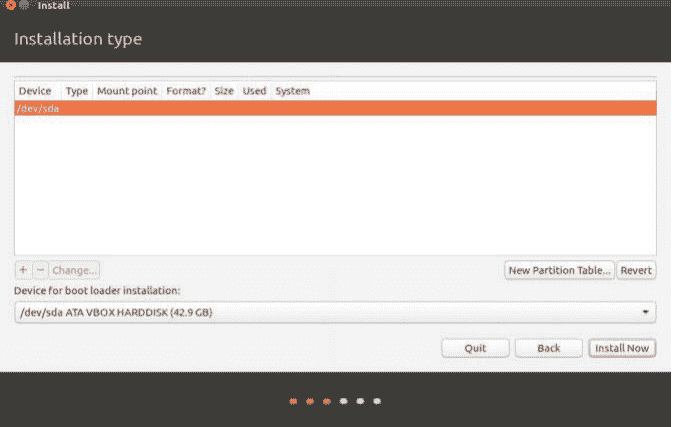 Install
Installation type
Device Type Mount point Format? Size Used System
/dev/sda
+ − Change... New Partition Table... Revert
Device for boot loader installation:
/dev/sda ATA VBOX HARDDISK (42.9 GB)
Quit Back Install Now